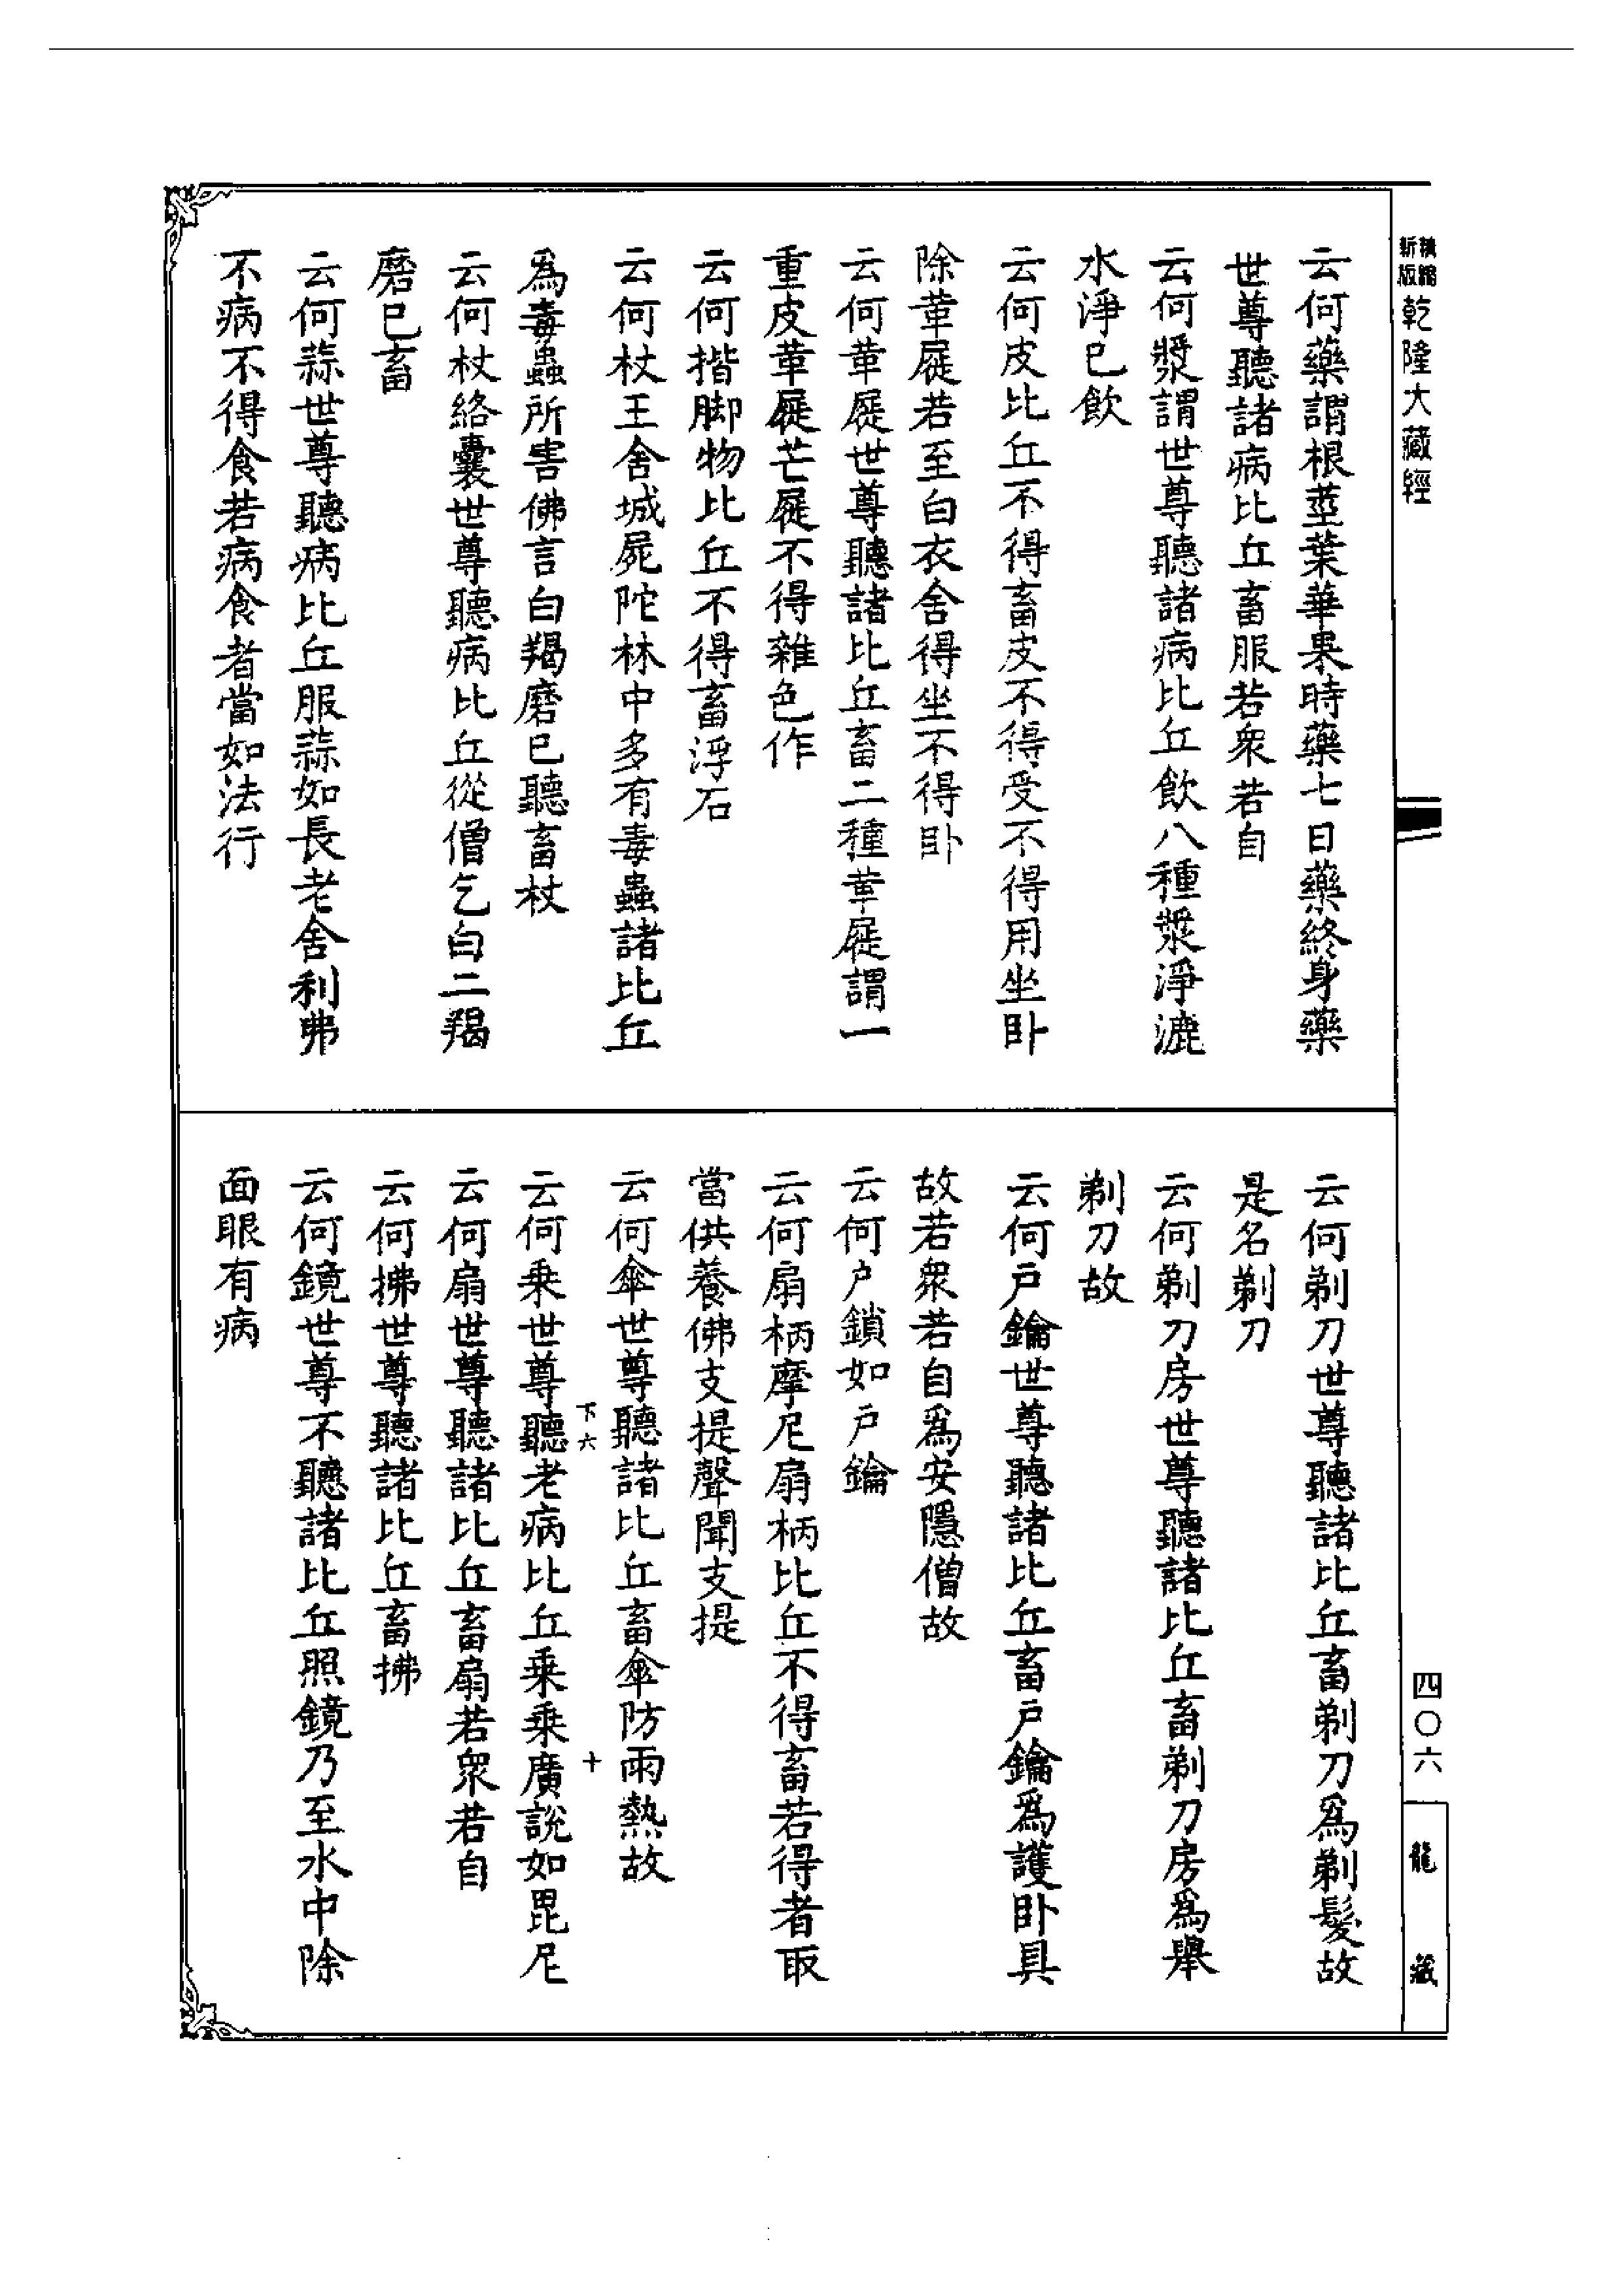 精縮
新版
乾隆大藏經
云何藥謂根莖葉華果時藥七日藥終身藥
世尊聽諸病比丘畜服若衆若自
云何漿謂世尊聽諸病比丘飲八種漿淨漉
水淨已飲
云何皮比丘不得畜皮不得受不得用坐卧
除革屣若至白衣舍得坐不得卧
云何革屣世尊聽諸比丘畜二種革屣謂一
重皮革屣芒屣不得雜色作
云何揩脚物比丘不得畜浮石
云何杖王舍城屍陀林中多有毒蟲諸比丘
爲毒蟲所害佛言白羯磨已聽畜杖
云何杖絡囊世尊聽病比丘從僧乞白二羯
磨已畜
云何蒜世尊聽病比丘服蒜如長老舍利弗
不病不得食若病食者當如法行
云何剃刀世尊聽諸比丘畜剃刀爲剃髮故
是名剃刀
云何剃刀房世尊聽諸比丘畜剃刀房爲舉
剃刀故
云何戸鑰世尊聽諸比丘畜戸鑰爲護卧具
故若衆若自爲安隱僧故
云何戸鎖如戸鑰
云何扇柄摩尼扇柄比丘不得畜若得者取
當供養佛支提聲聞支提
云何傘世尊聽諸比丘畜傘防雨熱故
下六
十
云何乗世尊聽老病比丘乗乗廣說如毘尼
云何扇世尊聽諸比丘畜扇若衆若自
云何拂世尊聽諸比丘畜拂
云何鏡世尊不聽諸比丘照鏡乃至水中除
面眼有病
四〇六
龍藏